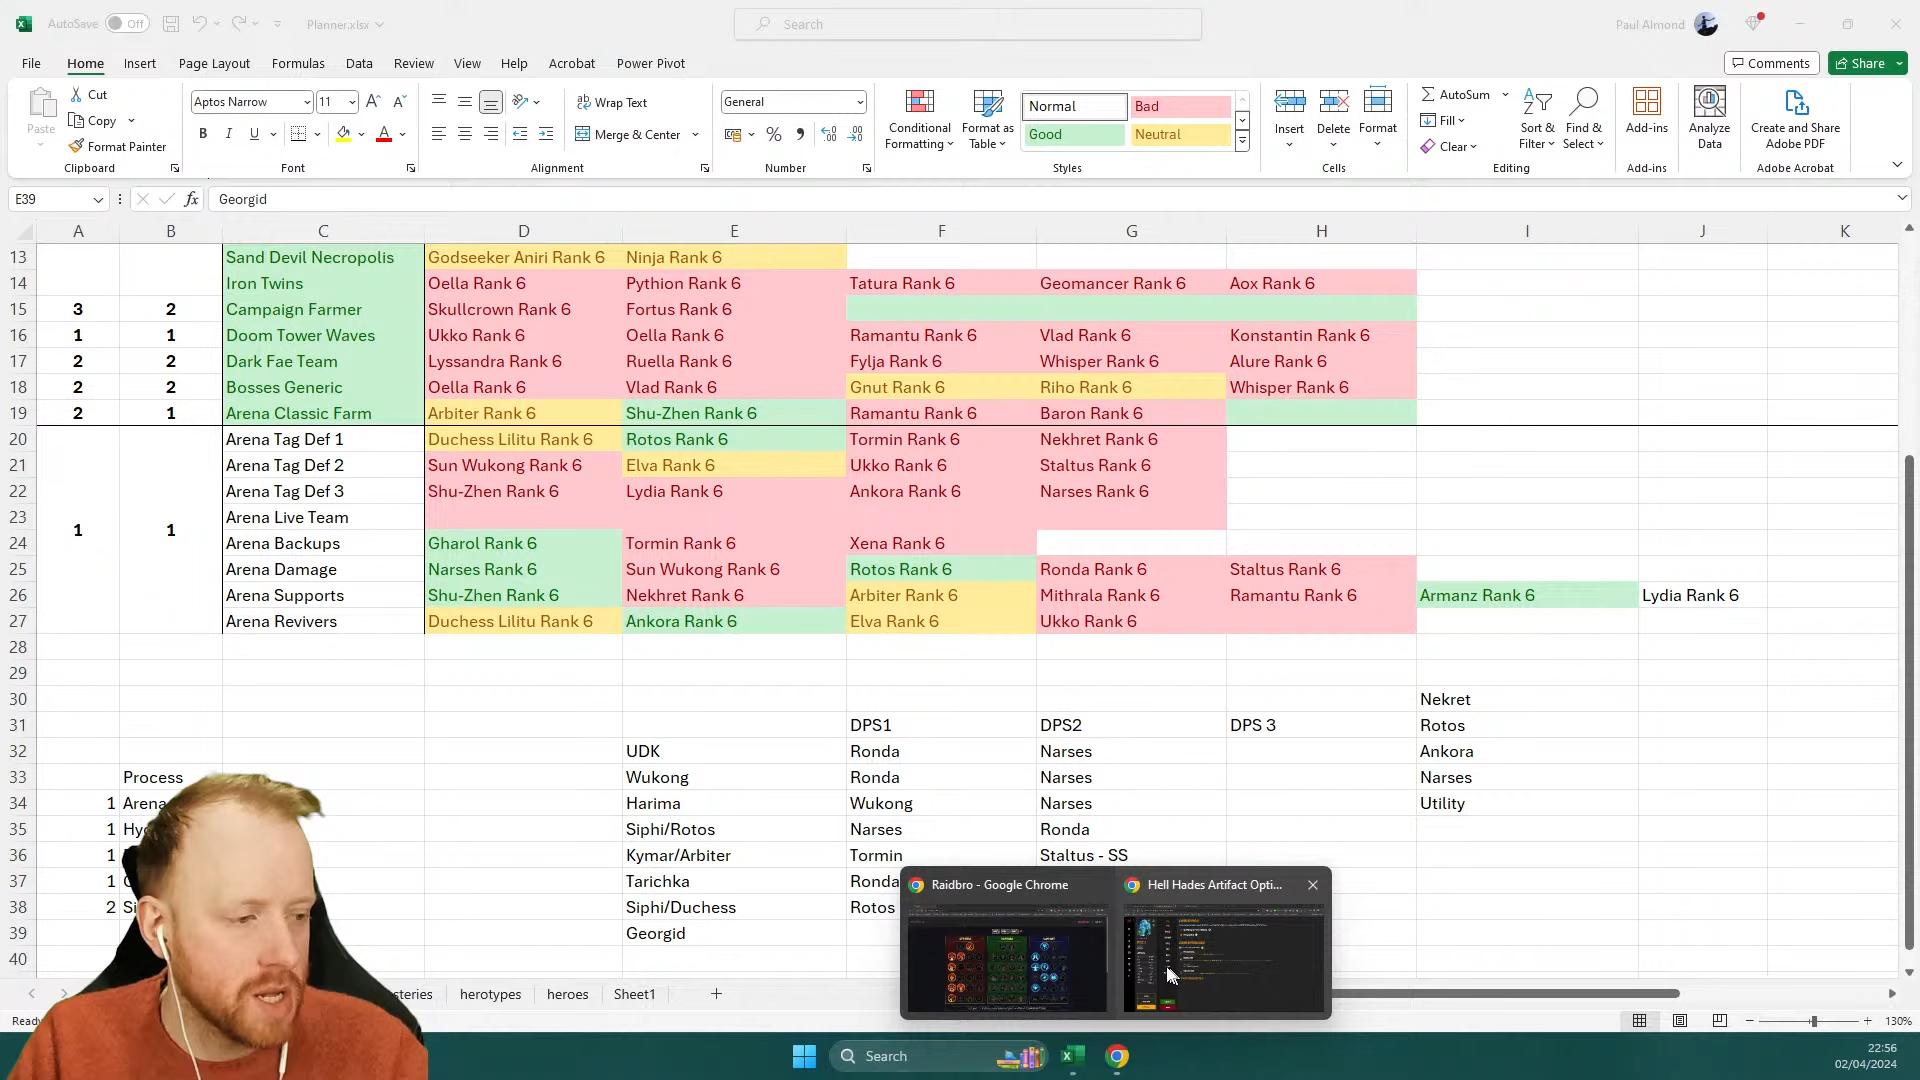 AutoSave Off Planner.xlsx Search Paul Almond
File Home Insert Page Layout Formulas Data Review View Help Acrobat Power Pivot Comments Share
Paste Cut Copy Format Painter Clipboard
Aptos Narrow 11 B I U A Font
Wrap Text Merge & Center Alignment
General % Number
Conditional Formatting Format as Table Normal Bad Good Neutral Styles
Insert Delete Format Cells
AutoSum Fill Clear Sort & Filter Find & Select Editing
Add-ins Add-ins
Analyze Data
Create and Share Adobe PDF Adobe Acrobat
E39 fx Georgid
A B C D E F G H I J K
13 Sand Devil Necropolis Godseeker Aniri Rank 6 Ninja Rank 6
14 Iron Twins Oella Rank 6 Pythion Rank 6 Tatura Rank 6 Geomancer Rank 6 Aox Rank 6
15 3 2 Campaign Farmer Skullcrown Rank 6 Fortus Rank 6
16 1 1 Doom Tower Waves Ukko Rank 6 Oella Rank 6 Ramantu Rank 6 Vlad Rank 6 Konstantin Rank 6
17 2 2 Dark Fae Team Lyssandra Rank 6 Ruella Rank 6 Fylja Rank 6 Whisper Rank 6 Alure Rank 6
18 2 2 Bosses Generic Oella Rank 6 Vlad Rank 6 Gnut Rank 6 Riho Rank 6 Whisper Rank 6
19 2 1 Arena Classic Farm Arbiter Rank 6 Shu-Zhen Rank 6 Ramantu Rank 6 Baron Rank 6
20 Arena Tag Def 1 Duchess Lilitu Rank 6 Rotos Rank 6 Tormin Rank 6 Nekhret Rank 6
21 Arena Tag Def 2 Sun Wukong Rank 6 Elva Rank 6 Ukko Rank 6 Staltus Rank 6
22 Arena Tag Def 3 Shu-Zhen Rank 6 Lydia Rank 6 Ankora Rank 6 Narses Rank 6
23 1 1 Arena Live Team
24 Arena Backups Gharol Rank 6 Tormin Rank 6 Xena Rank 6
25 Arena Damage Narses Rank 6 Sun Wukong Rank 6 Rotos Rank 6 Ronda Rank 6 Staltus Rank 6
26 Arena Supports Shu-Zhen Rank 6 Nekhret Rank 6 Arbiter Rank 6 Mithrala Rank 6 Ramantu Rank 6 Armanz Rank 6 Lydia Rank 6
27 Arena Revivers Duchess Lilitu Rank 6 Ankora Rank 6 Elva Rank 6 Ukko Rank 6
28
29
30 Nekret
31 DPS1 DPS2 DPS 3 Rotos
32 UDK Ronda Narses Ankora
33 Process Wukong Ronda Narses Narses
34 1 Arena Harima Wukong Narses Utility
35 1 Hy Siphi/Rotos Narses Ronda
36 1 Kymar/Arbiter Tormin Staltus - SS
37 1 Tarichka Ronda
38 2 Si Siphi/Duchess Rotos
39 Georgid
40
Raidbro - Google Chrome Hell Hades Artifact Opti...
steries herotypes heroes Sheet1
130%
Search
22:56
02/04/2024